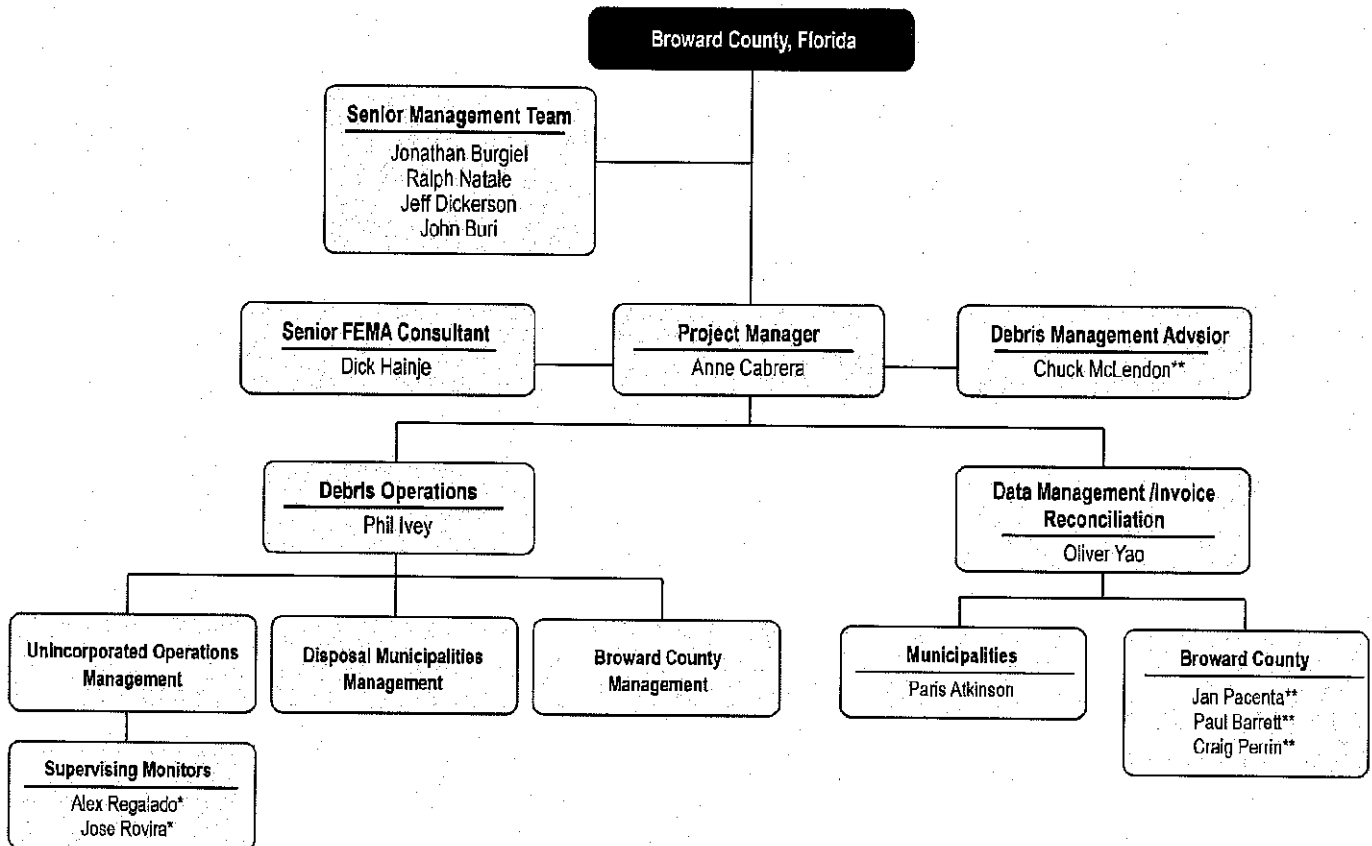 Broward County, Florida
Senior Management Team
Jonathan Burgiel
Ralph Natale
Jeff Dickerson
John Buri
Senior FEMA Consultant
Dick Hainje
Project Manager
Anne Cabrera
Debris Management Advsior
Chuck McLendon**
Debris Operations
Phil Ivey
Data Management /Invoice
Reconciliation
Oliver Yao
Unincorporated Operations
Management
Disposal Municipalities
Management
Broward County
Management
Municipalities
Paris Atkinson
Broward County
Jan Pacenta**
Paul Barrett**
Craig Perrin**
Supervising Monitors
Alex Regalado*
Jose Rovira*